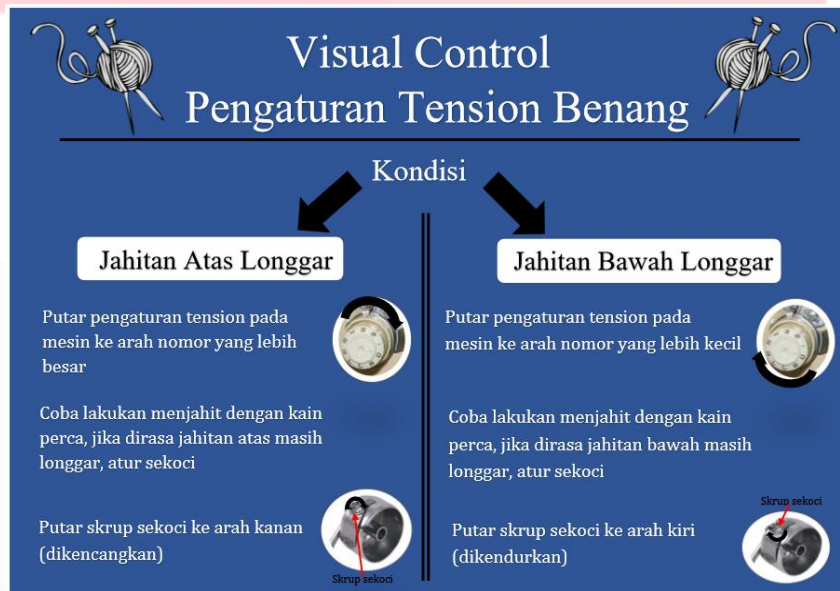 Visual Control
Pengaturan Tension Benang
Kondisi
Jahitan Atas Longgar
Putar pengaturan tension pada
mesin ke arah nomor yang lebih
besar
Coba lakukan menjahit dengan kain
perca, jika dirasa jahitan atas masih
longgar, atur sekoci
Putar skrup sekoci ke arah kanan
(dikencangkan)
Skrup sekoci
Jahitan Bawah Longgar
Putar pengaturan tension pada
mesin ke arah nomor yang lebih kecil
Coba lakukan menjahit dengan kain
perca, jika dirasa jahitan bawah masih
longgar, atur sekoci
Skrup sekoci
Putar skrup sekoci ke arah kiri
(dikendurkan)